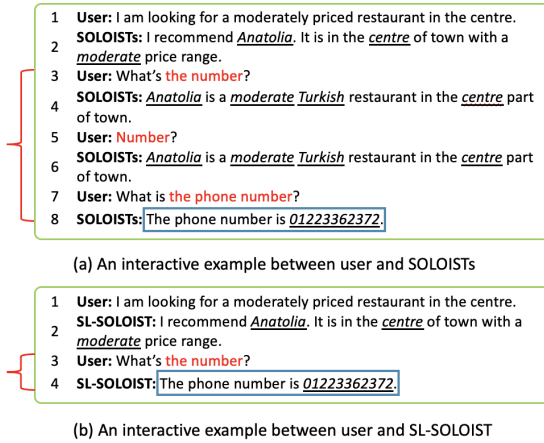 1 User: I am looking for a moderately priced restaurant in the centre.
2 SOLOISTs: I recommend Anatolia. It is in the centre of town with a
moderate price range.
3 User: What's the number?
4 SOLOISTs: Anatolia is a moderate Turkish restaurant in the centre part
of town.
5 User: Number?
6 SOLOISTs: Anatolia is a moderate Turkish restaurant in the centre part
of town.
7 User: What is the phone number?
8 SOLOISTs: The phone number is 01223362372.
(a) An interactive example between user and SOLOISTs
1 User: I am looking for a moderately priced restaurant in the centre.
2 SL-SOLOIST: I recommend Anatolia. It is in the centre of town with a
moderate price range.
3 User: What's the number?
4 SL-SOLOIST: The phone number is 01223362372.
(b) An interactive example between user and SL-SOLOIST